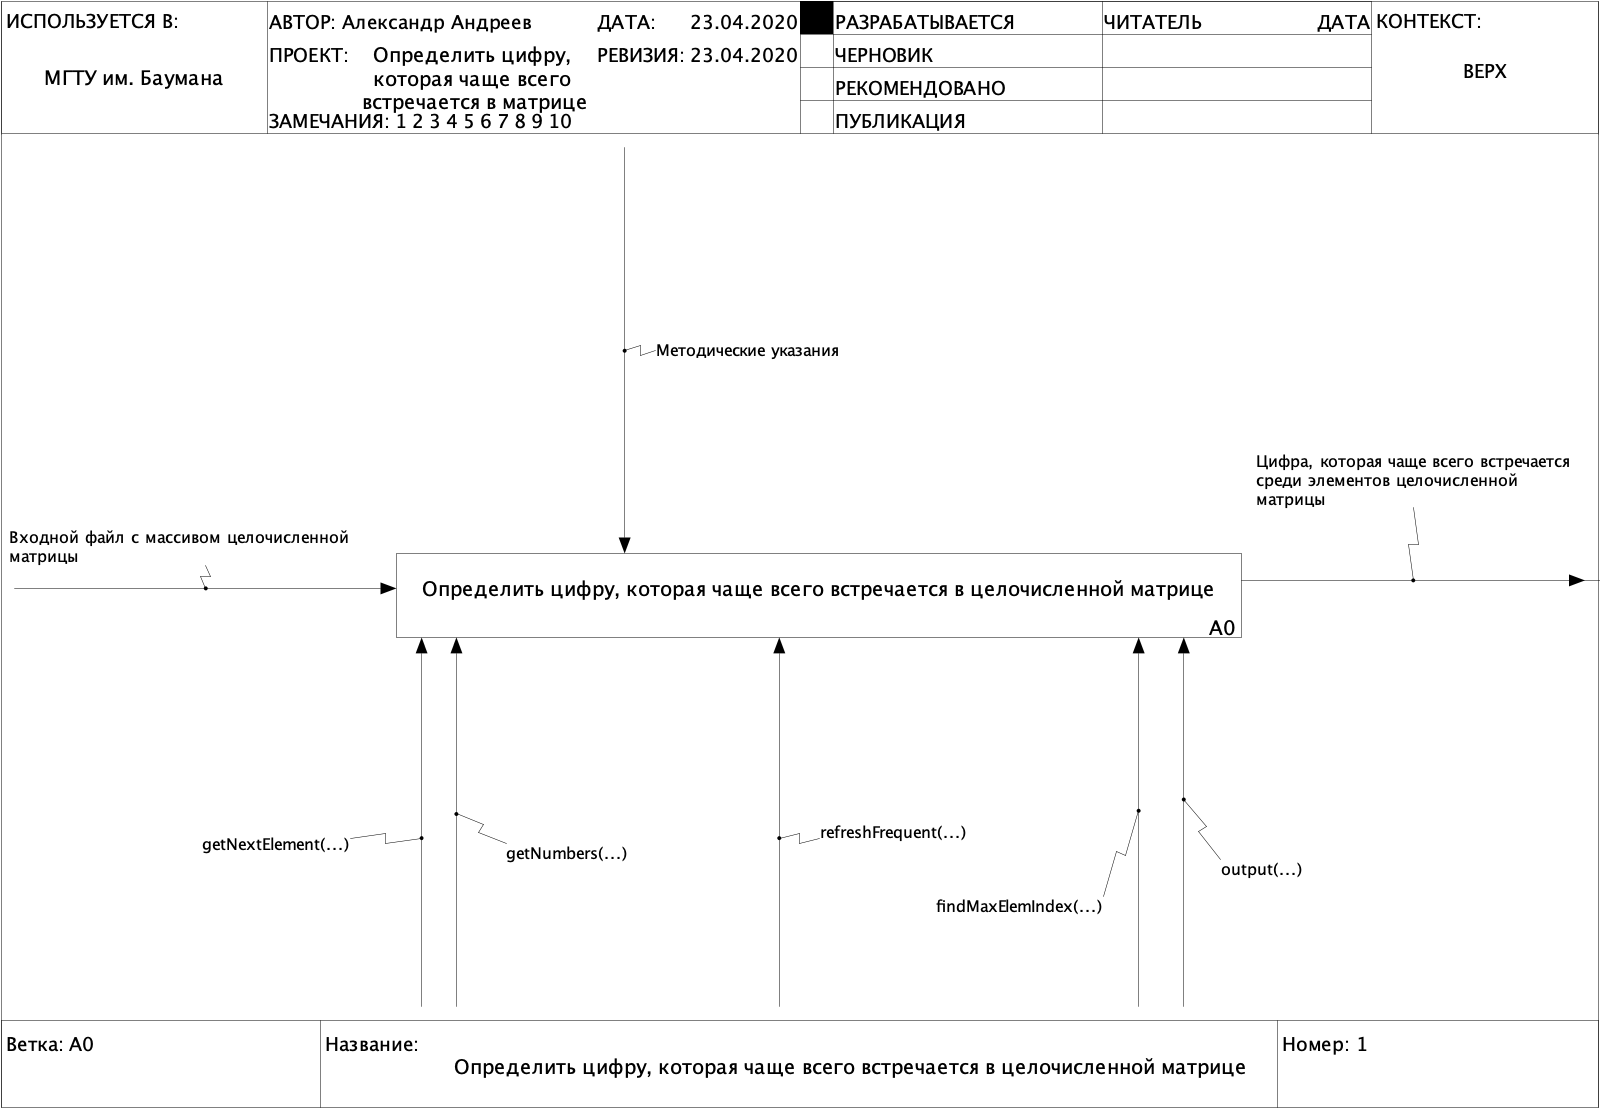 ИСПОЛЬЗУЕТСЯ В:
МГТУ им. Баумана
АВТОР: Александр Андреев
ДАТА: 23.04.2020
ПРОЕКТ: Определить цифру,
которая чаще всего
встречается в матрице
РЕВИЗИЯ: 23.04.2020
ЗАМЕЧАНИЯ: 1 2 3 4 5 6 7 8 9 10
РАЗРАБАТЫВАЕТСЯ
ЧЕРНОВИК
РЕКОМЕНДОВАНО
ПУБЛИКАЦИЯ
ЧИТАТЕЛЬ ДАТА
КОНТЕКСТ:
ВЕРХ
Методические указания
Цифра, которая чаще всего встречается
среди элементов целочисленной
матрицы
Входной файл с массивом целочисленной
матрицы
Определить цифру, которая чаще всего встречается в целочисленной матрице
A0
getNextElement(...)
getNumbers(...)
refreshFrequent(...)
findMaxElemIndex(...)
output(...)
Ветка: A0
Название:
Определить цифру, которая чаще всего встречается в целочисленной матрице
Номер: 1